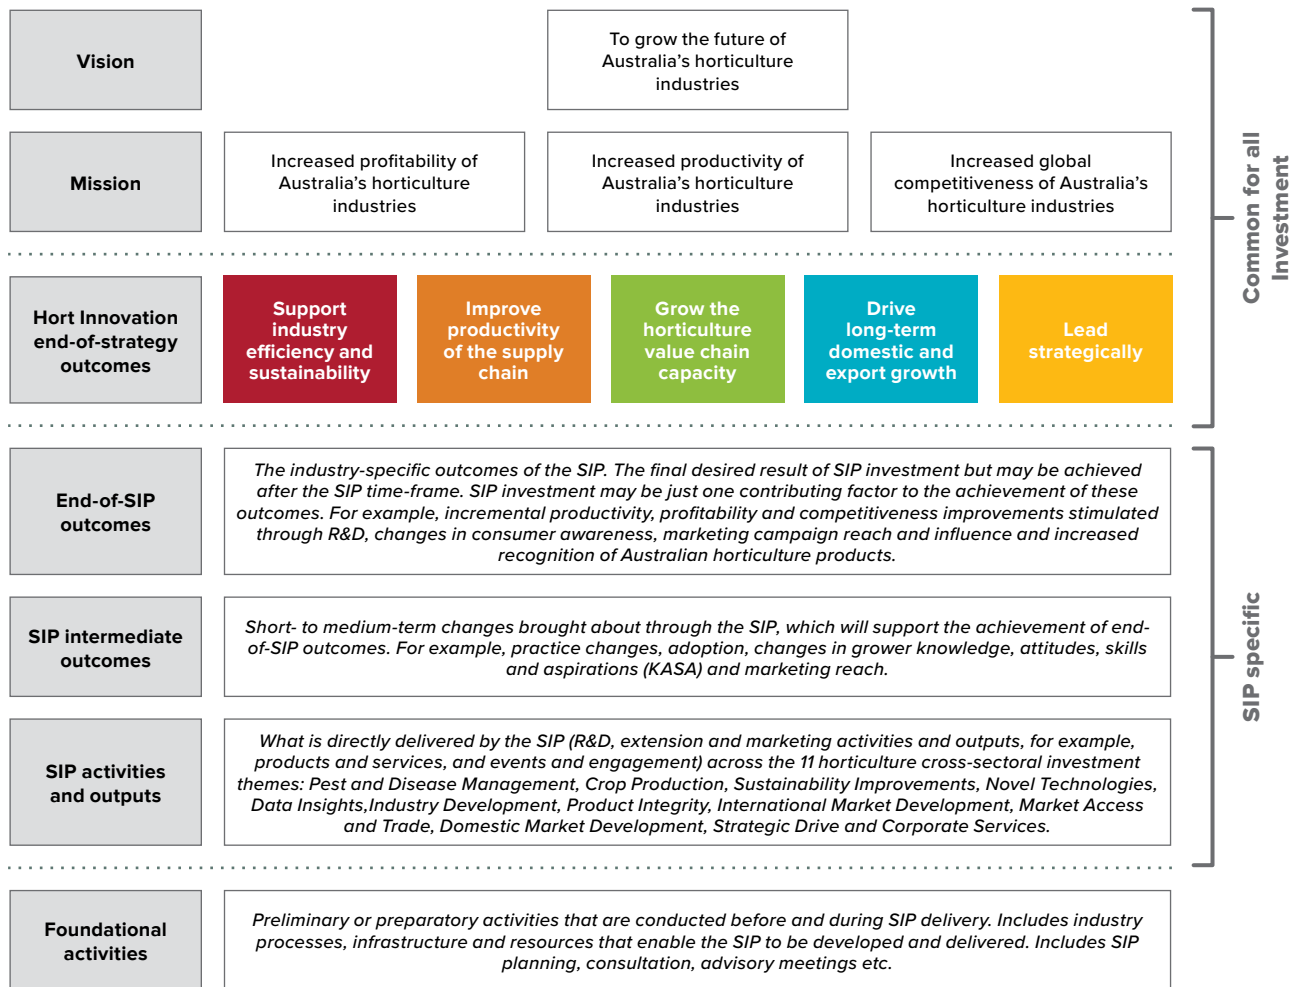 Vision
To grow the future of
Australia's horticulture
industries
Mission
Increased profitability of
Australia's horticulture
industries
Increased productivity of
Australia's horticulture
industries
Increased global
competitiveness of Australia's
horticulture industries
Common for all
Investment
Hort Innovation
end-of-strategy
outcomes
Support
industry
efficiency and
sustainability
Improve
productivity
of the supply
chain
Grow the
horticulture
value chain
capacity
Drive
long-term
domestic and
export growth
Lead
strategically
End-of-SIP
outcomes
The industry-specific outcomes of the SIP. The final desired result of SIP investment but may be achieved
after the SIP time-frame. SIP investment may be just one contributing factor to the achievement of these
outcomes. For example, incremental productivity, profitability and competitiveness improvements stimulated
through R&D, changes in consumer awareness, marketing campaign reach and influence and increased
recognition of Australian horticulture products.
SIP intermediate
outcomes
Short- to medium-term changes brought about through the SIP, which will support the achievement of end-
of-SIP outcomes. For example, practice changes, adoption, changes in grower knowledge, attitudes, skills
and aspirations (KASA) and marketing reach.
SIP specific
SIP activities
and outputs
What is directly delivered by the SIP (R&D, extension and marketing activities and outputs, for example,
products and services, and events and engagement) across the 11 horticulture cross-sectoral investment
themes: Pest and Disease Management, Crop Production, Sustainability Improvements, Novel Technologies,
Data Insights,Industry Development, Product Integrity, International Market Development, Market Access
and Trade, Domestic Market Development, Strategic Drive and Corporate Services.
Foundational
activities
Preliminary or preparatory activities that are conducted before and during SIP delivery. Includes industry
processes, infrastructure and resources that enable the SIP to be developed and delivered. Includes SIP
planning, consultation, advisory meetings etc.